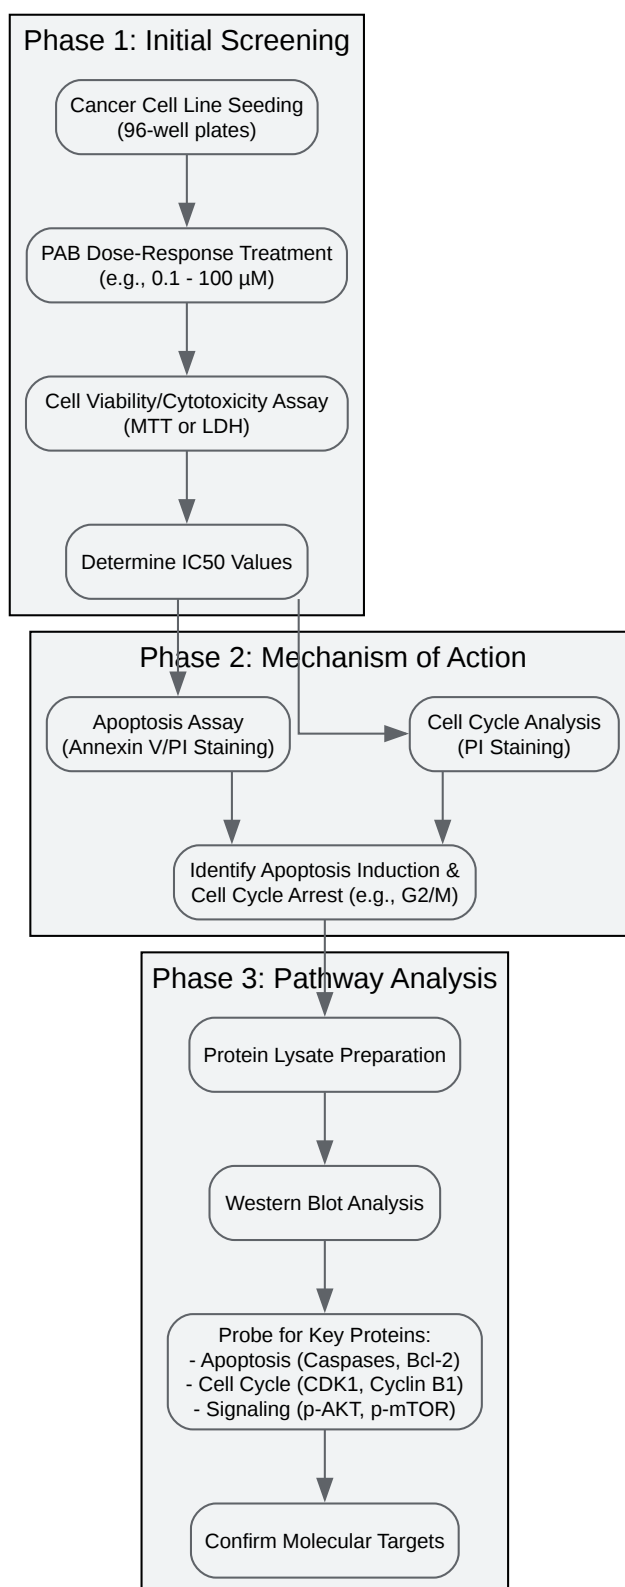 Phase 1: Initial Screening
Cancer Cell Line Seeding
(96-well plates)
PAB Dose-Response Treatment
(e.g., 0.1 - 100 µM)
Cell Viability/Cytotoxicity Assay
(MTT or LDH)
Determine IC50 Values
Phase 2: Mechanism of Action
Apoptosis Assay
(Annexin V/PI Staining)
Cell Cycle Analysis
(PI Staining)
Identify Apoptosis Induction &
Cell Cycle Arrest (e.g., G2/M)
Phase 3: Pathway Analysis
Protein Lysate Preparation
Western Blot Analysis
Probe for Key Proteins:
- Apoptosis (Caspases, Bcl-2)
- Cell Cycle (CDK1, Cyclin B1)
- Signaling (p-AKT, p-mTOR)
Confirm Molecular Targets